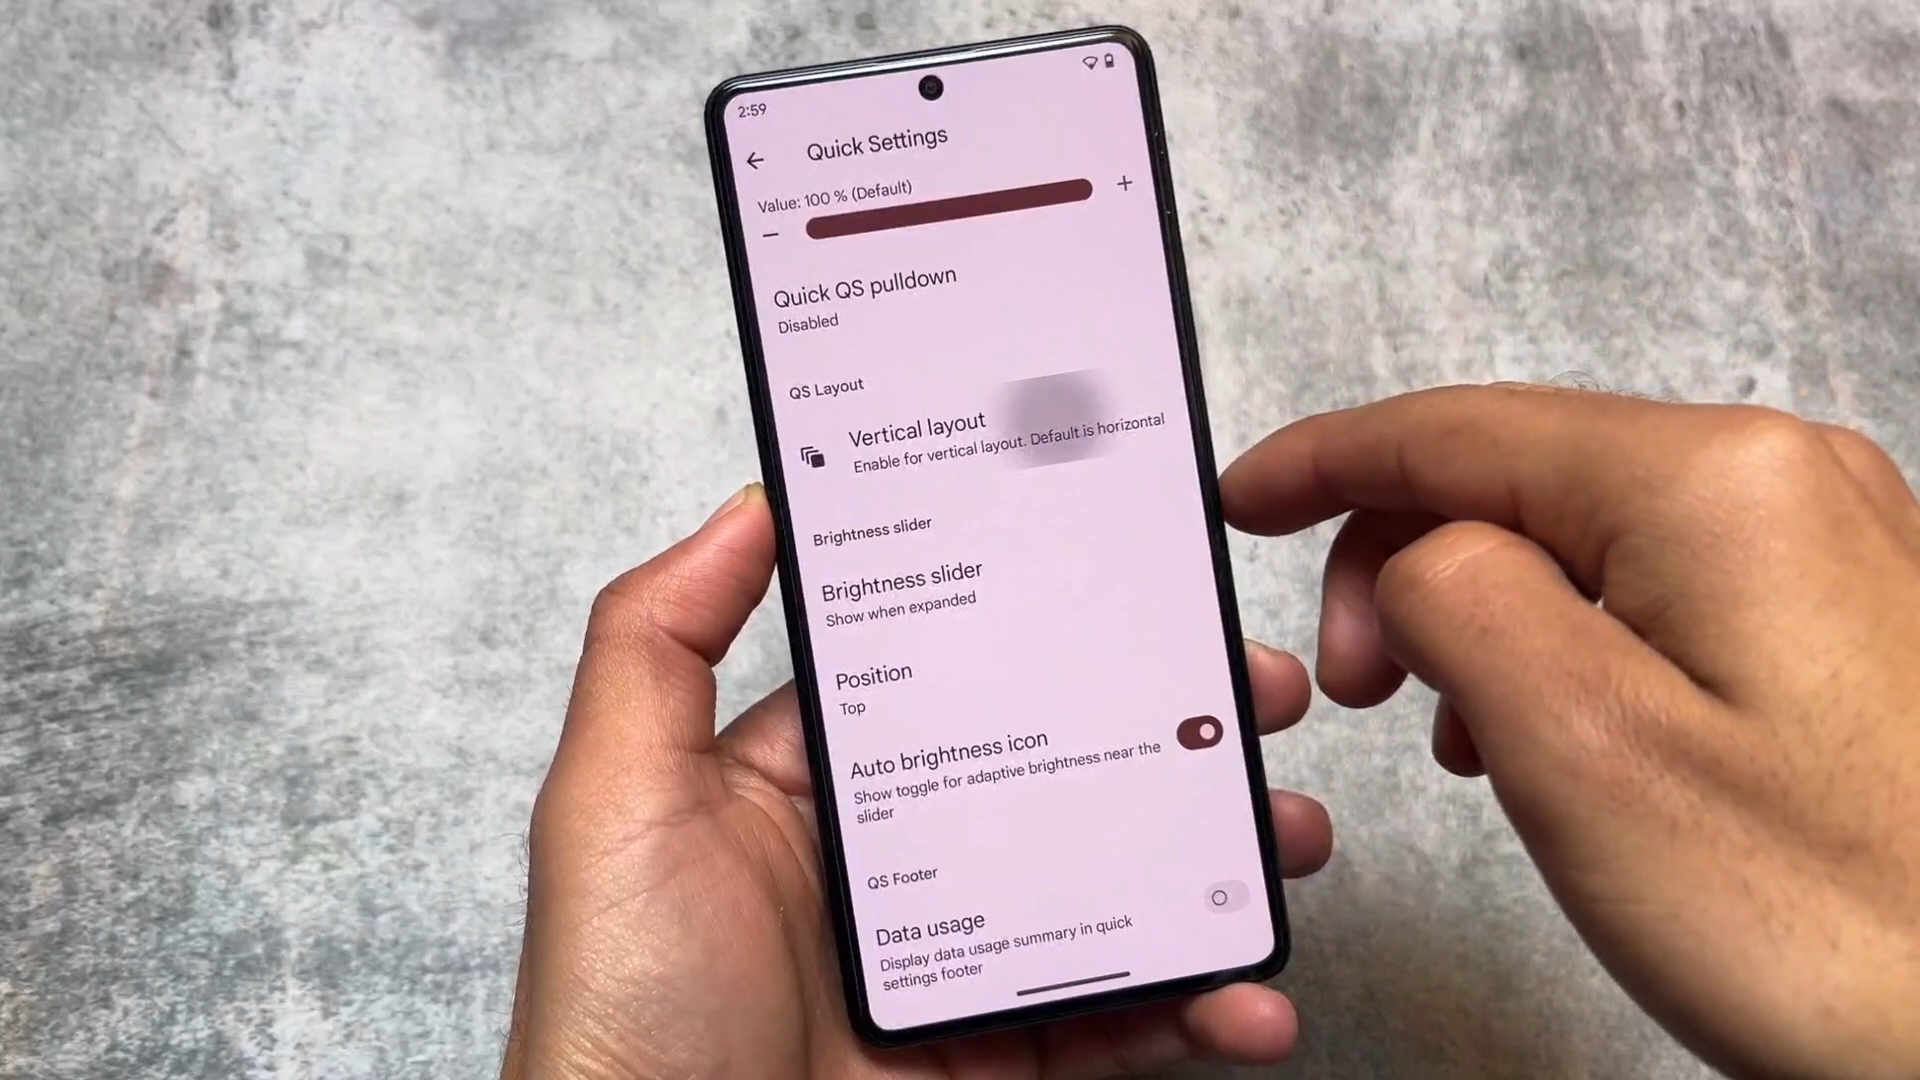 2:59
Quick Settings
Value: 100 % (Default)
Quick QS pulldown
Disabled
QS Layout
Vertical layout
Enable for vertical layout. Default is horizontal
Brightness slider
Brightness slider
Show when expanded
Position
Top
Auto brightness icon
Show toggle for adaptive brightness near the
slider
QS Footer
Data usage
Display data usage summary in quick
settings footer